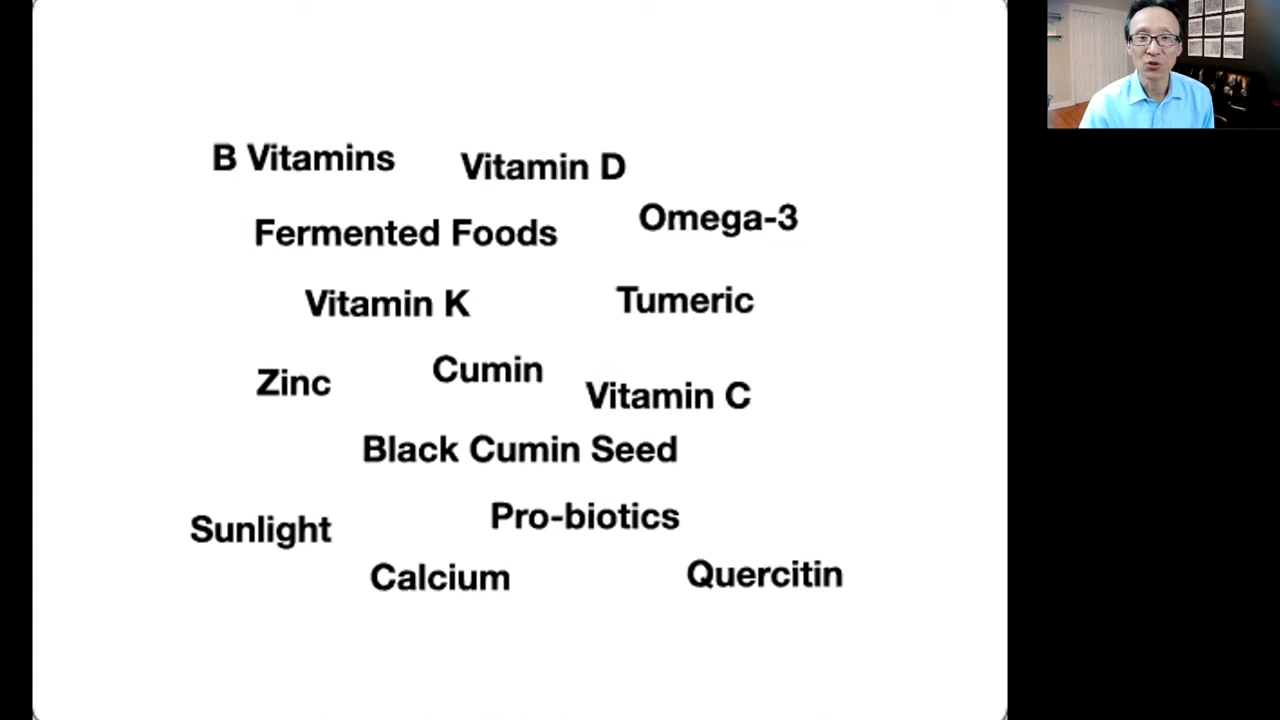 B Vitamins
Vitamin D
Omega-3
Fermented Foods
Vitamin K
Tumeric
Cumin
Zinc
Vitamin C
Black Cumin Seed
Pro-biotics
Sunlight
Calcium
Quercitin